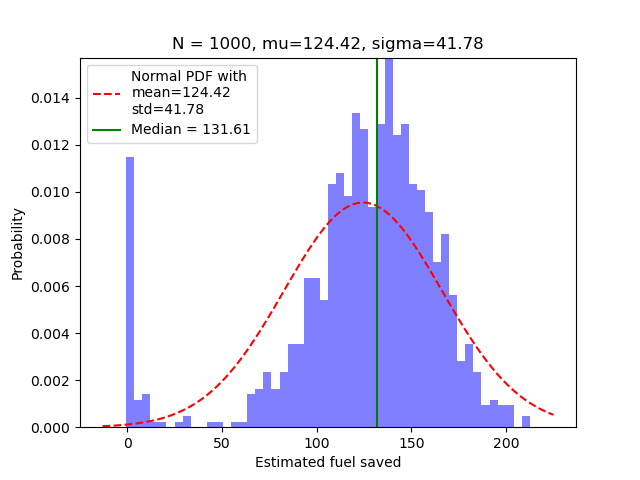 N = 1000, mu=124.42, sigma=41.78
Normal PDF with
mean=124.42
std=41.78
Median = 131.61
0.014
0.012
0.010
0.008
0.006
0.004
0.002
0.000
Probability
0
50
100
150
200
Estimated fuel saved